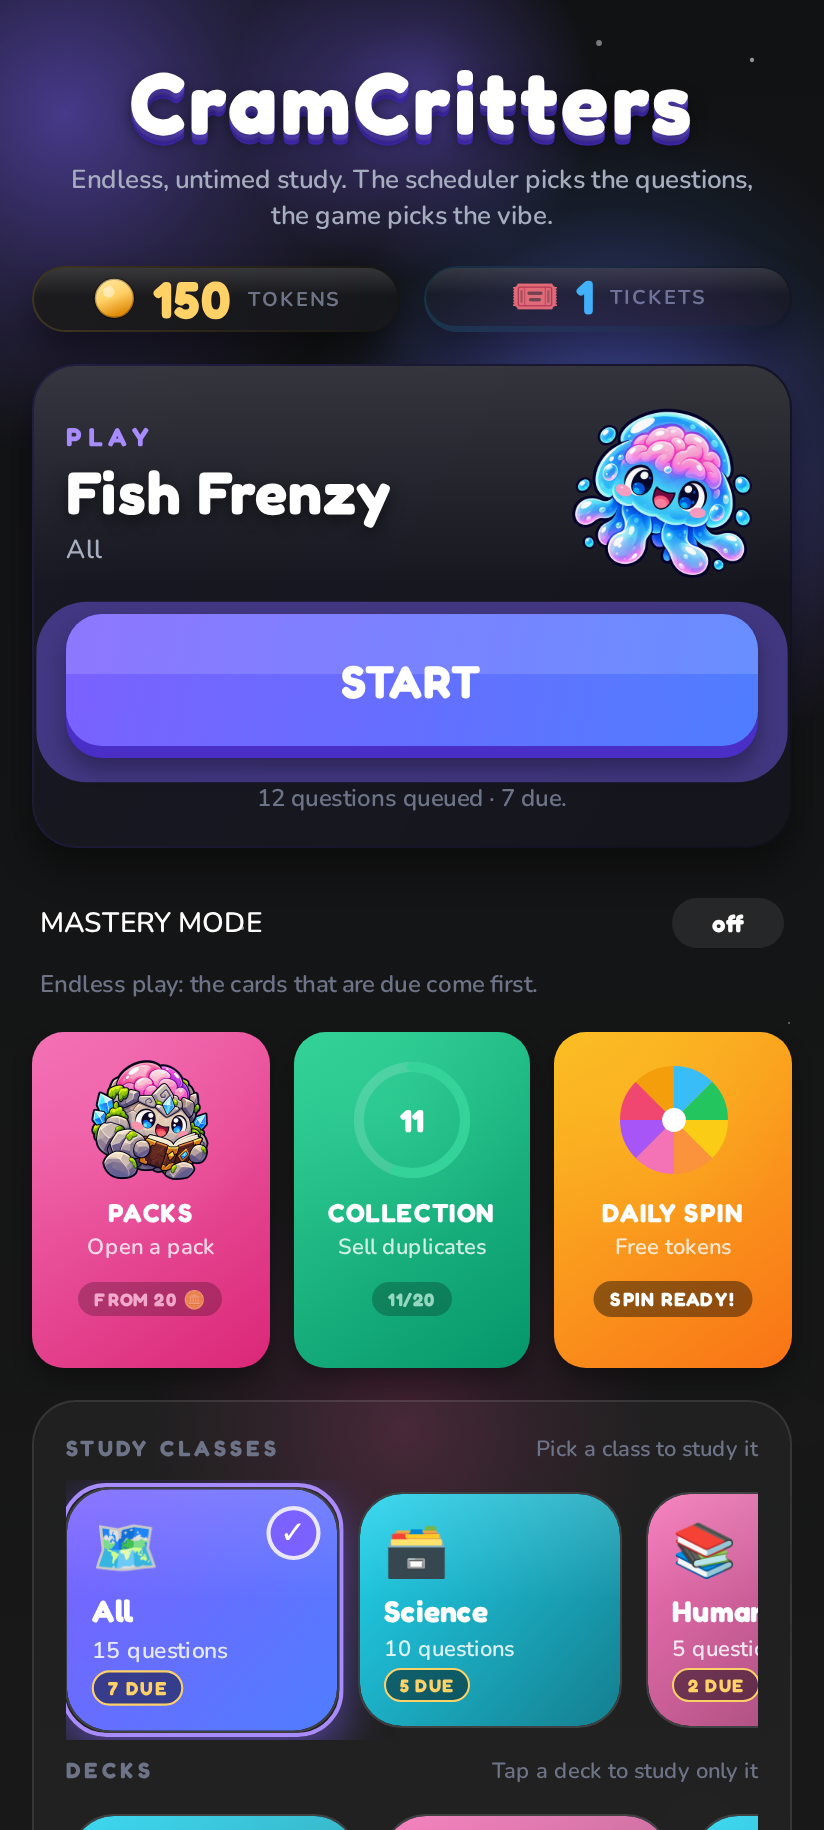 CramCritters
Endless, untimed study. The scheduler picks the questions,
the game picks the vibe.
150 TOKENS
1 TICKETS
PLAY
Fish Frenzy
All
START
12 questions queued · 7 due.
MASTERY MODE
off
Endless play: the cards that are due come first.
11
PACKS
Open a pack
FROM 20
COLLECTION
Sell duplicates
11/20
DAILY SPIN
Free tokens
SPIN READY!
STUDY CLASSES
Pick a class to study it
All
15 questions
7 DUE
Science
10 questions
5 DUE
5
2 DUE
DECKS
Tap a deck to study only it